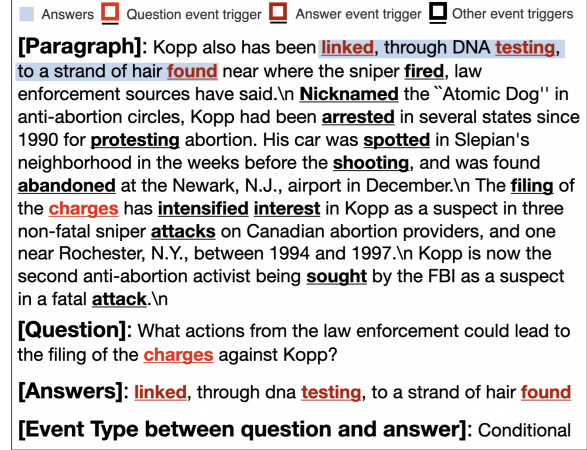 Answers Question event trigger Answer event trigger Other event triggers
[Paragraph]: Kopp also has been linked, through DNA testing,
to a strand of hair found near where the sniper fired, law
enforcement sources have said.\n Nicknamed the ``Atomic Dog'' in
anti-abortion circles, Kopp had been arrested in several states since
1990 for protesting abortion. His car was spotted in Slepian's
neighborhood in the weeks before the shooting, and was found
abandoned at the Newark, N.J., airport in December.\n The filing of
the charges has intensified interest in Kopp as a suspect in three
non-fatal sniper attacks on Canadian abortion providers, and one
near Rochester, N.Y., between 1994 and 1997.\n Kopp is now the
second anti-abortion activist being sought by the FBI as a suspect
in a fatal attack.\n
[Question]: What actions from the law enforcement could lead to
the filing of the charges against Kopp?
[Answers]: linked, through dna testing, to a strand of hair found
[Event Type between question and answer]: Conditional